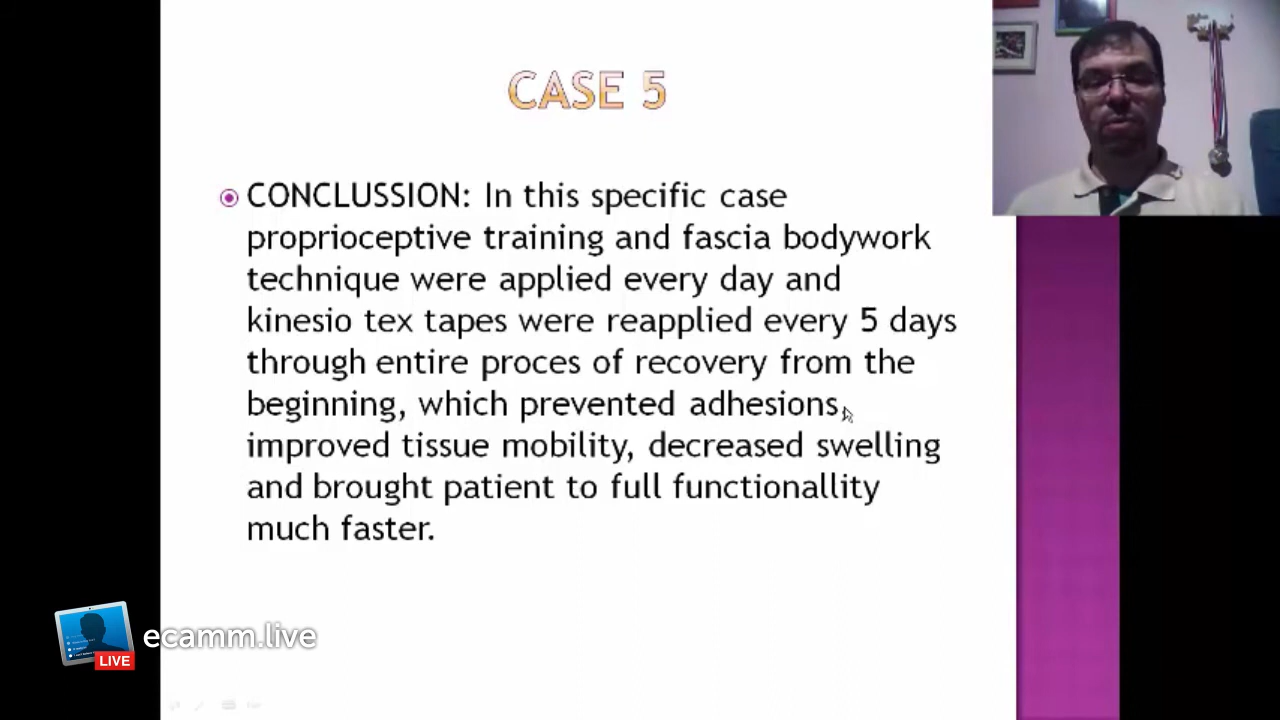 CASE 5
CONCLUSSION: In this specific case
proprioceptive training and fascia bodywork
technique were applied every day and
kinesio tex tapes were reapplied every 5 days
through entire proces of recovery from the
beginning, which prevented adhesions,
improved tissue mobility, decreased swelling
and brought patient to full functionallity
much faster.
ecamm.live
LIVE